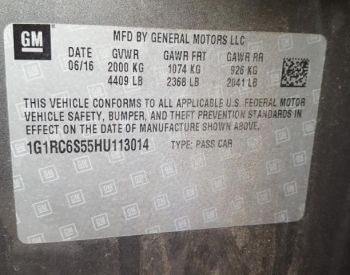 GM
MFD BY GENERAL MOTORS LLC
DATE GVWR GAWR FRT GAWR RR
06/16 2000 KG 1074 KG 926 KG
4409 LB 2368 LB 2041 LB
THIS VEHICLE CONFORMS TO ALL APPLICABLE U.S. FEDERAL MOTOR
VEHICLE SAFETY, BUMPER, AND THEFT PREVENTION STANDARDS IN
EFFECT ON THE DATE OF MANUFACTURE SHOWN ABOVE.
1G1RC6S55HU113014 TYPE: PASS CAR